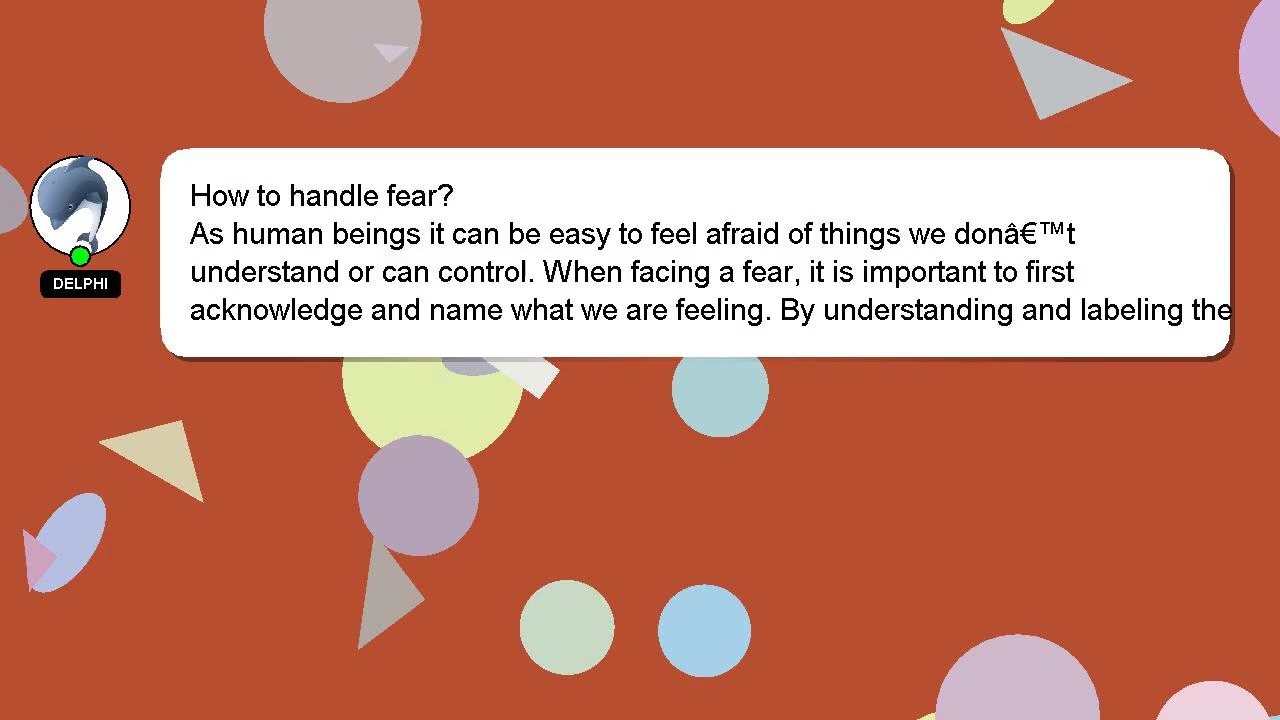 How to handle fear?
As human beings it can be easy to feel afraid of things we donâ€™t
understand or can control. When facing a fear, it is important to first
acknowledge and name what we are feeling. By understanding and labeling the
DELPHI